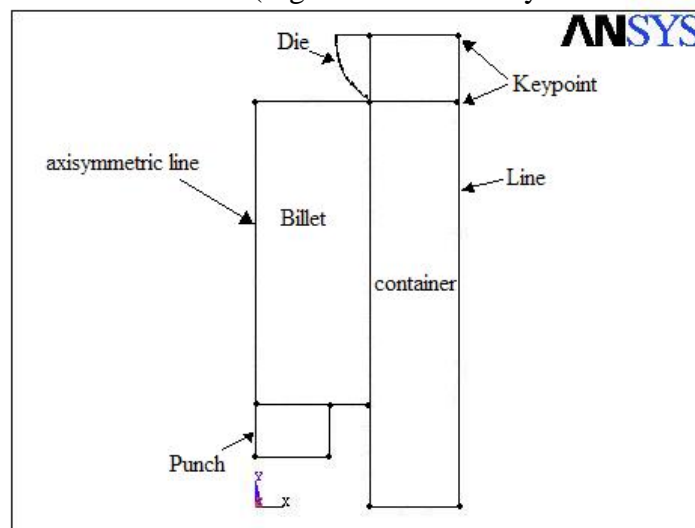 ANSYS
Die
Keypoint
axisymmetric line
Line
Billet
container
Punch
Y
X